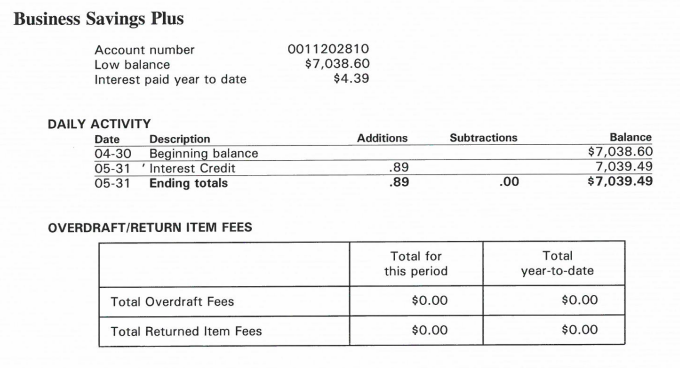 Business Savings Plus
Account number 0011202810
Low balance $7,038.60
Interest paid year to date $4.39
DAILY ACTIVITY
Date Description Additions Subtractions Balance
04-30 Beginning balance $7,038.60
05-31 ' Interest Credit .89 7,039.49
05-31 Ending totals .89 .00 $7,039.49
OVERDRAFT/RETURN ITEM FEES
Total for Total
this period year-to-date
Total Overdraft Fees $0.00 $0.00
Total Returned Item Fees $0.00 $0.00